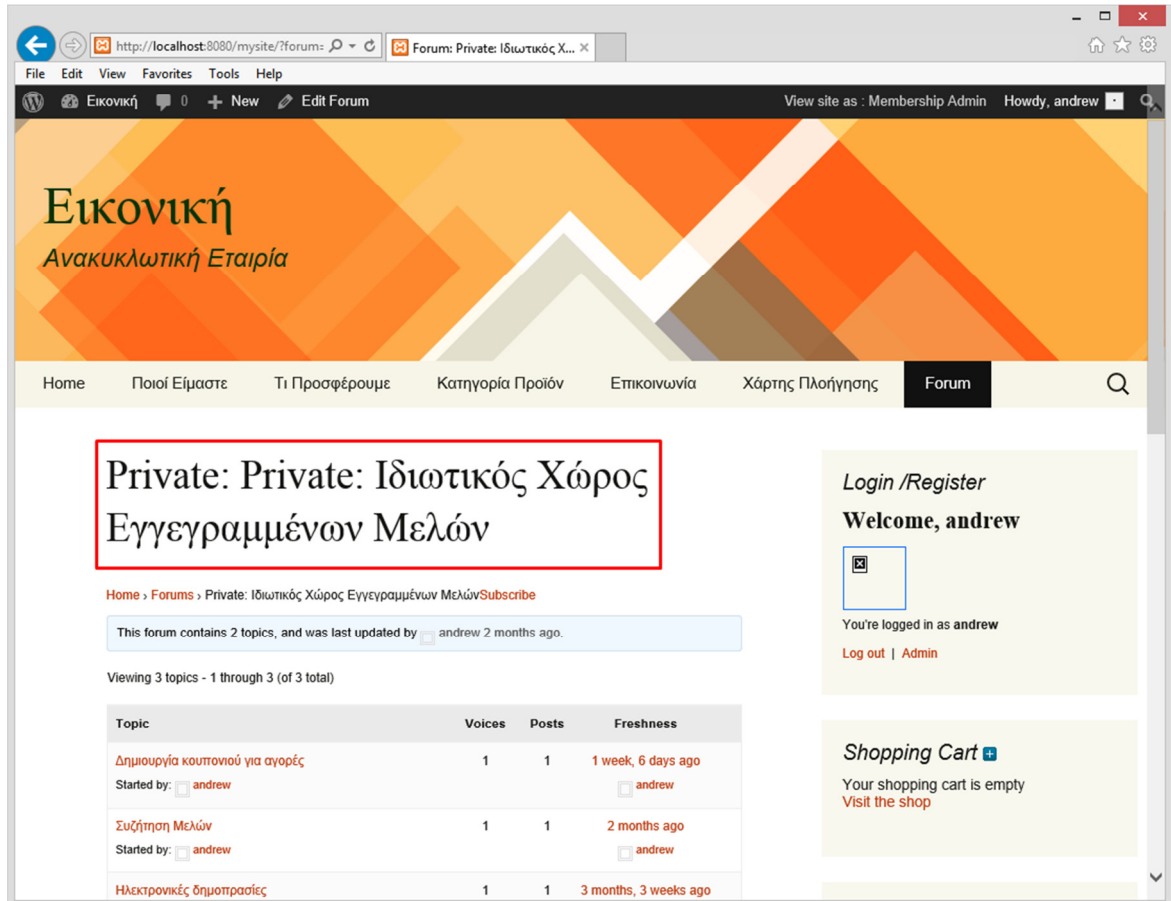 http://localhost:8080/mysite/?forum=
Forum: Private: Ιδιωτικός Χ...
File Edit View Favorites Tools Help
Εικονική 0 + New Edit Forum View site as : Membership Admin Howdy, andrew
Εικονική
Ανακυκλωτική Εταιρία
Home Ποιοί Είμαστε Τι Προσφέρουμε Κατηγορία Προϊόν Επικοινωνία Χάρτης Πλοήγησης Forum
Private: Private: Ιδιωτικός Χώρος
Εγγεγραμμένων Μελών
Home › Forums › Private: Ιδιωτικός Χώρος Εγγεγραμμένων ΜελώνSubscribe
This forum contains 2 topics, and was last updated by andrew 2 months ago.
Viewing 3 topics - 1 through 3 (of 3 total)
Topic Voices Posts Freshness
Δημιουργία κουπονιού για αγορές 1 1 1 week, 6 days ago
Started by: andrew andrew
Συζήτηση Μελών 1 1 2 months ago
Started by: andrew andrew
Ηλεκτρονικές δημοπρασίες 1 1 3 months, 3 weeks ago
Login /Register
Welcome, andrew
You're logged in as andrew
Log out | Admin
Shopping Cart +
Your shopping cart is empty
Visit the shop